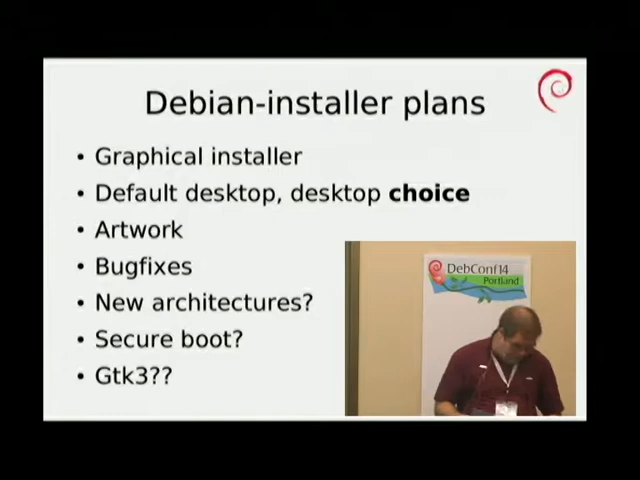 Debian-installer plans
• Graphical installer
• Default desktop, desktop choice
• Artwork
• Bugfixes
• New architectures?
• Secure boot?
• Gtk3??
DebConf14
Portland